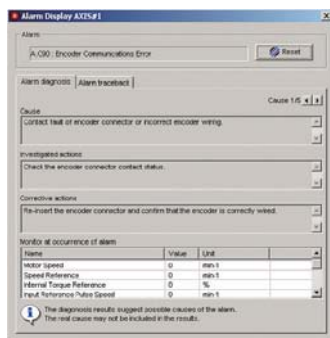 Alarm Display AXIS#1
Alarm
A.C90 : Encoder Communications Error
Reset
Alarm diagnosis
Alarm traceback
Cause 1/5
Cause
Contact fault of encoder connector or incorrect encoder wiring.
Investigated actions
Check the encoder connector contact status.
Corrective actions
Re-insert the encoder connector and confirm that the encoder is correctly wired.
Monitor at occurrence of alarm
Name Value Unit
Motor Speed 0 min-1
Speed Reference 0 min-1
Internal Torque Reference 0 %
Input Reference Pulse Speed 0 min-1
The diagnosis results suggest possible causes of the alarm.
The real cause may not be included in the results.